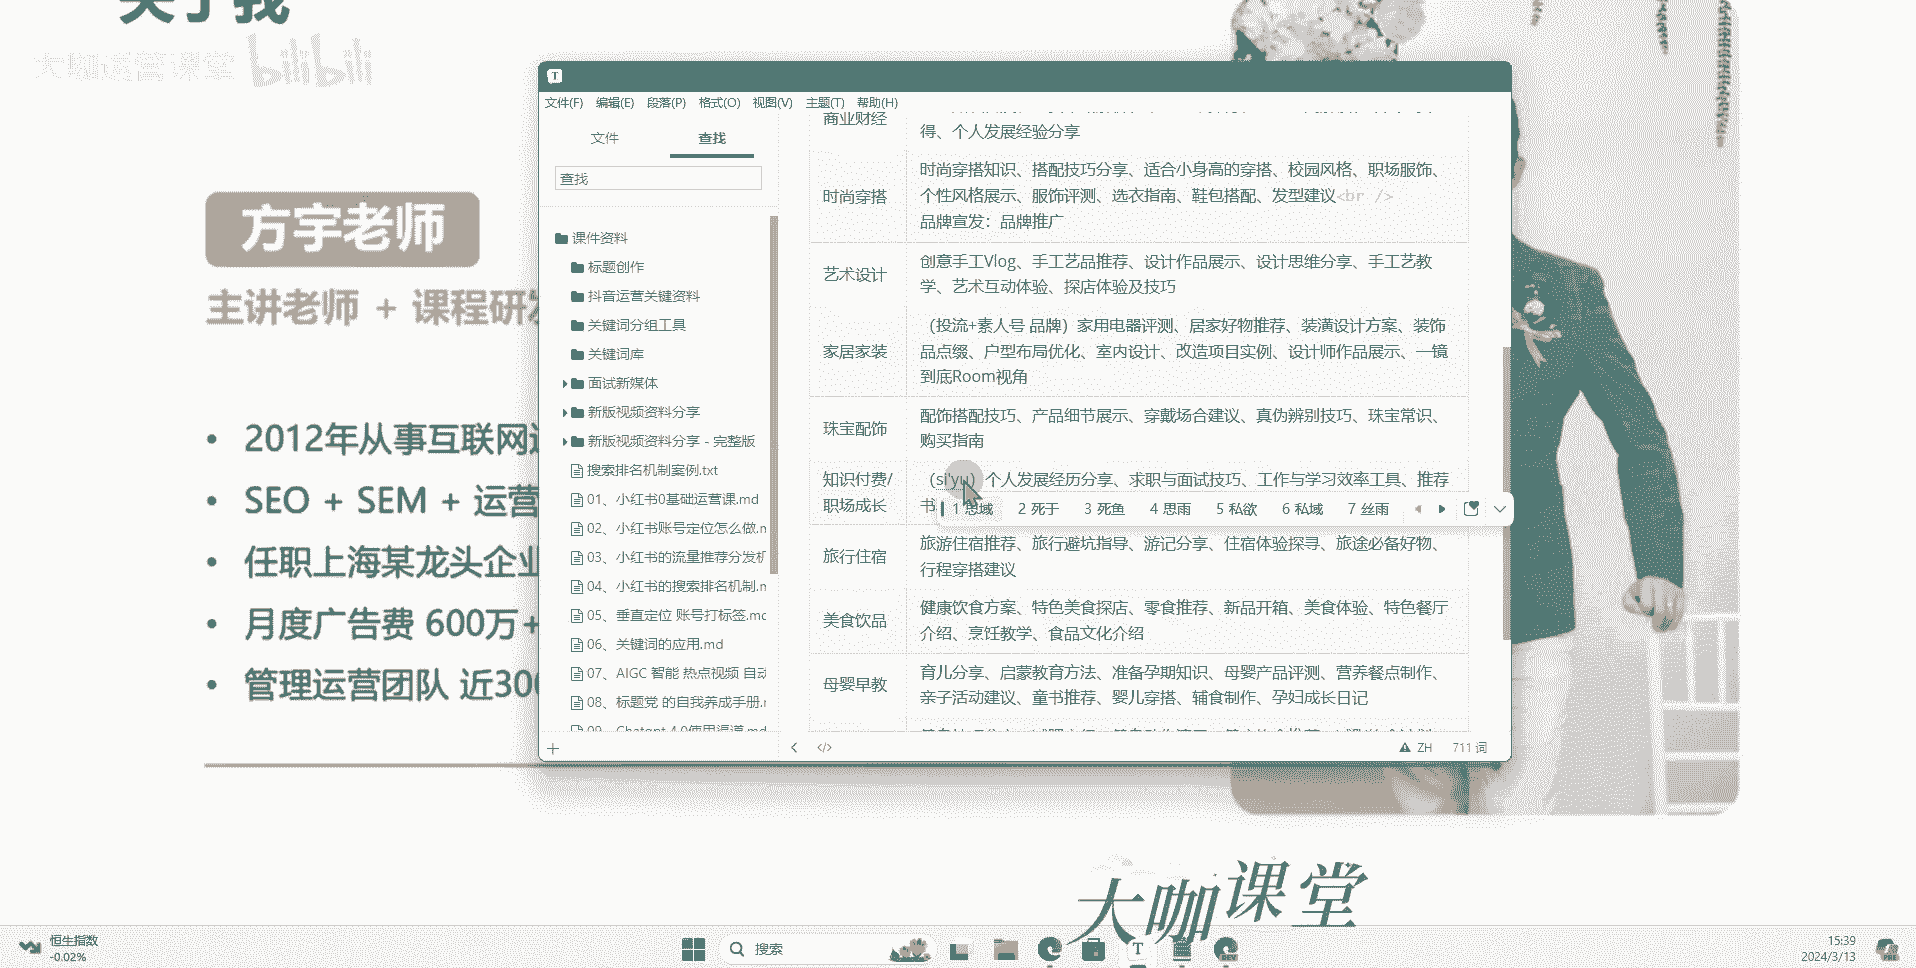 关于我
大咖运营课堂 bilibili
方宇老师
主讲老师 + 课程研发
• 2012年从事互联网
• SEO + SEM + 运营
• 任职上海某龙头企业
• 月度广告费 600万+
• 管理运营团队 近300
T
文件(F) 编辑(E) 段落(P) 格式(O) 视图(V) 主题(T) 帮助(H)
文件 查找
查找
课件资料
标题创作
抖音运营关键资料
关键词分组工具
关键词库
面试新媒体
新版视频资料分享
新版视频资料分享 - 完整版
搜索排名机制案例.txt
01、小红书0基础运营课.md
02、小红书账号定位怎么做.m
03、小红书的流量推荐分发机
04、小红书的搜索排名机制.m
05、垂直定位 账号打标签.md
06、关键词的应用.md
07、AIGC 智能 热点视频 自动
08、标题党 的自我养成手册.m
09、Chatgpt 4.0使用渠道.md
商业财经
得、个人发展经验分享
时尚穿搭
时尚穿搭知识、搭配技巧分享、适合小身高的穿搭、校园风格、职场服饰、
个性风格展示、服饰评测、选衣指南、鞋包搭配、发型建议<br />
品牌宣发：品牌推广
艺术设计
创意手工Vlog、手工艺品推荐、设计作品展示、设计思维分享、手工艺教
学、艺术互动体验、探店体验及技巧
家居家装
（投流+素人号 品牌）家用电器评测、居家好物推荐、装潢设计方案、装饰
品点缀、户型布局优化、室内设计、改造项目实例、设计师作品展示、一镜
到底Room视角
珠宝配饰
配饰搭配技巧、产品细节展示、穿戴场合建议、真伪辨别技巧、珠宝常识、
购买指南
知识付费/
职场成长
（si'yu）个人发展经历分享、求职与面试技巧、工作与学习效率工具、推荐
书
1 思域 2 死于 3 死鱼 4 思雨 5 私欲 6 私域 7 丝雨
旅行住宿
旅游住宿推荐、旅行避坑指导、游记分享、住宿体验探寻、旅途必备好物、
行程穿搭建议
美食饮品
健康饮食方案、特色美食探店、零食推荐、新品开箱、美食体验、特色餐厅
介绍、烹饪教学、食品文化介绍
母婴早教
育儿分享、启蒙教育方法、准备孕期知识、母婴产品评测、营养餐点制作、
亲子活动建议、童书推荐、婴儿穿搭、辅食制作、孕妇成长日记
ZH 711 词
大咖课堂
恒生指数
-0.02%
搜索
15:39
2024/3/13